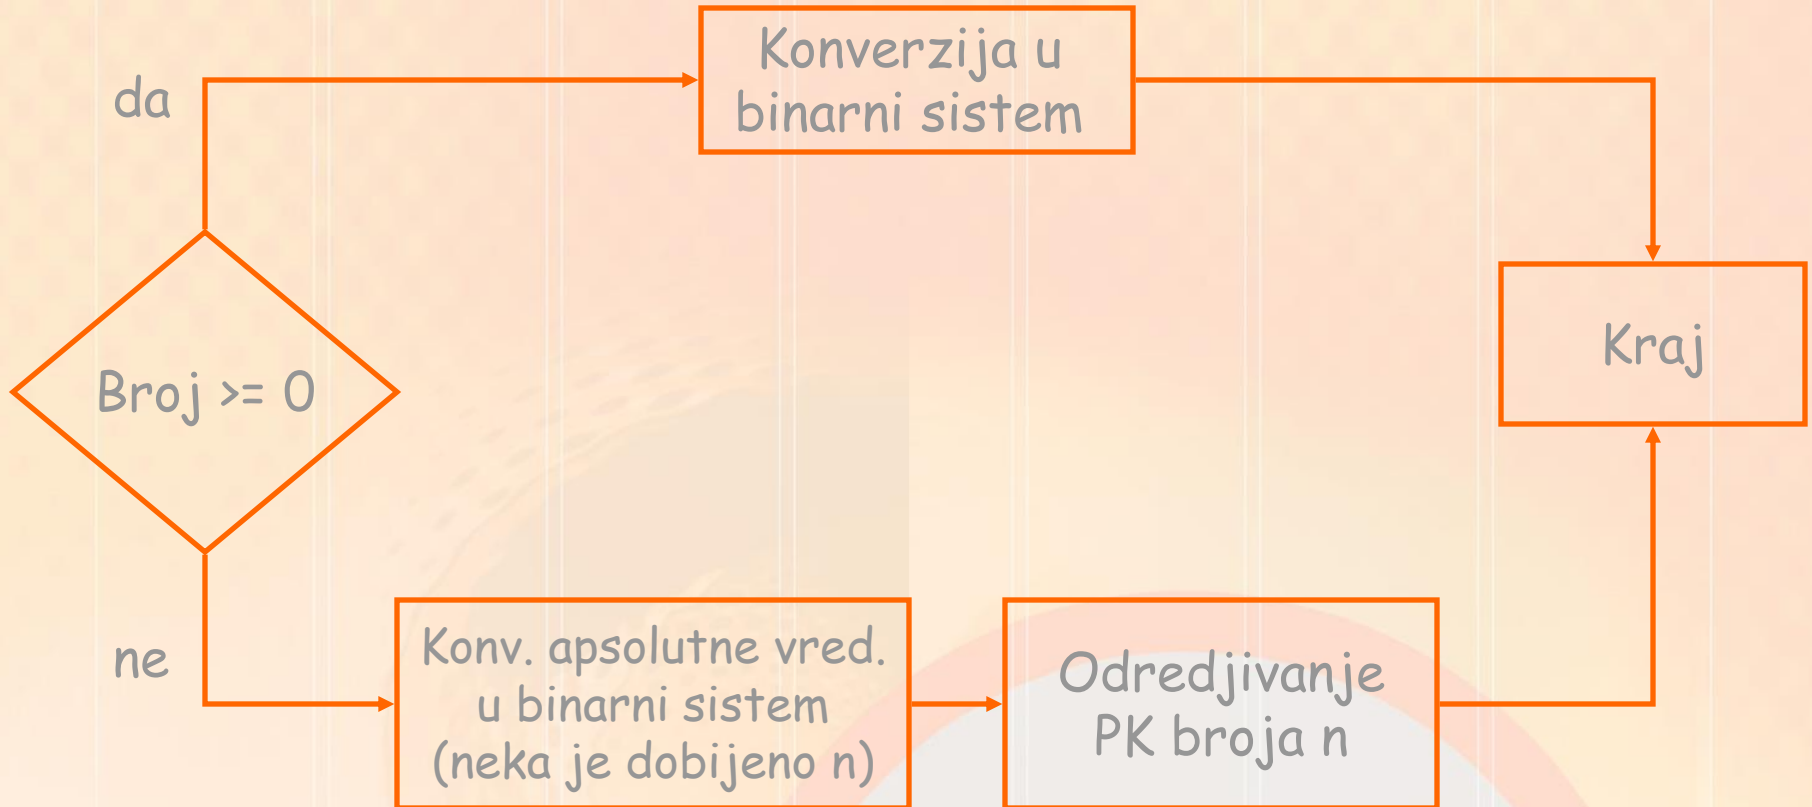 Konverzija u
binarni sistem
da
Broj >= 0
Kraj
ne
Konv. apsolutne vred.
u binarni sistem
(neka je dobijeno n)
Odredjivanje
PK broja n